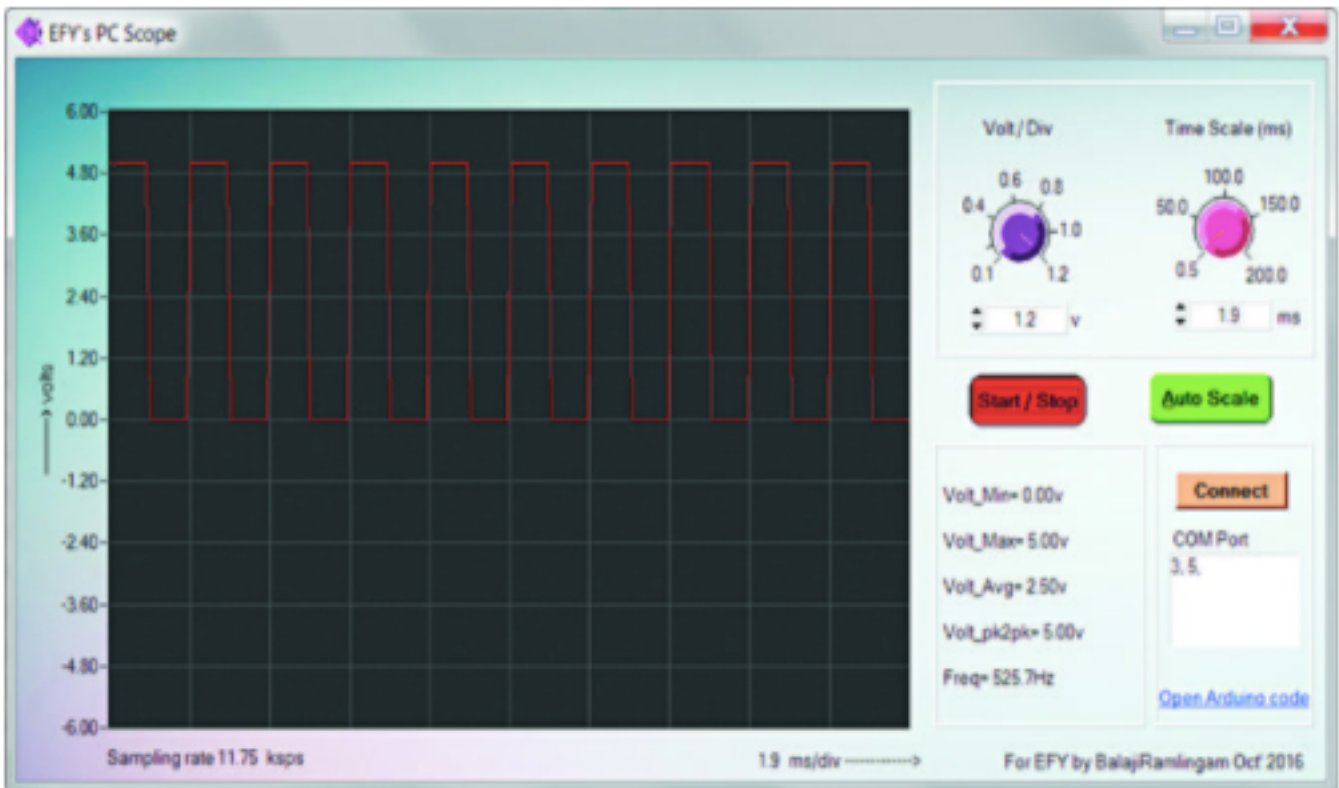 EFY's PC Scope
6.00
4.80
3.60
2.40
1.20
0.00
-1.20
-2.40
-3.60
-4.80
-6.00
<---- volts
Sampling rate 11.75 ksps
1.9 ms/div ------------>
Volt/Div
0.1
0.4
0.6
0.8
1.0
1.2
1.2 v
Time Scale (ms)
0.5
50.0
100.0
150.0
200.0
1.9 ms
Start / Stop
Auto Scale
Volt_Min= 0.00v
Volt_Max= 5.00v
Volt_Avg= 2.50v
Volt_pk2pk= 5.00v
Freq= 525.7Hz
Connect
COM Port
3, 5,
Open Arduino code
For EFY by BalajiRamlingam Oct' 2016